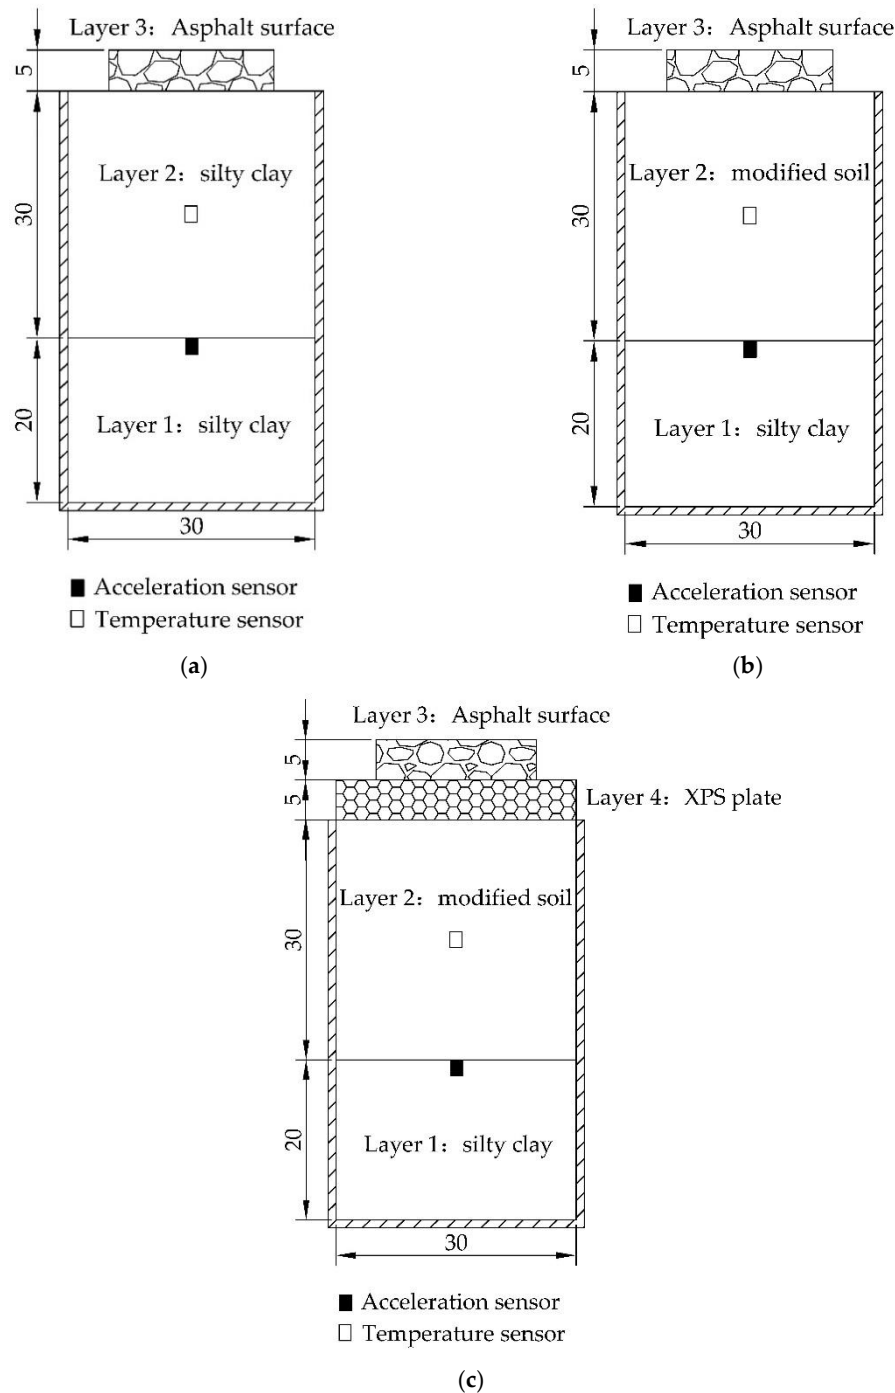 Layer 3：Asphalt surface
5
30
Layer 2：silty clay
20
Layer 1：silty clay
30
Acceleration sensor
Temperature sensor
(a)
Layer 3：Asphalt surface
5
30
Layer 2：modified soil
20
Layer 1：silty clay
30
Acceleration sensor
Temperature sensor
(b)
Layer 3：Asphalt surface
5
5
Layer 4：XPS plate
30
Layer 2：modified soil
20
Layer 1：silty clay
30
Acceleration sensor
Temperature sensor
(c)